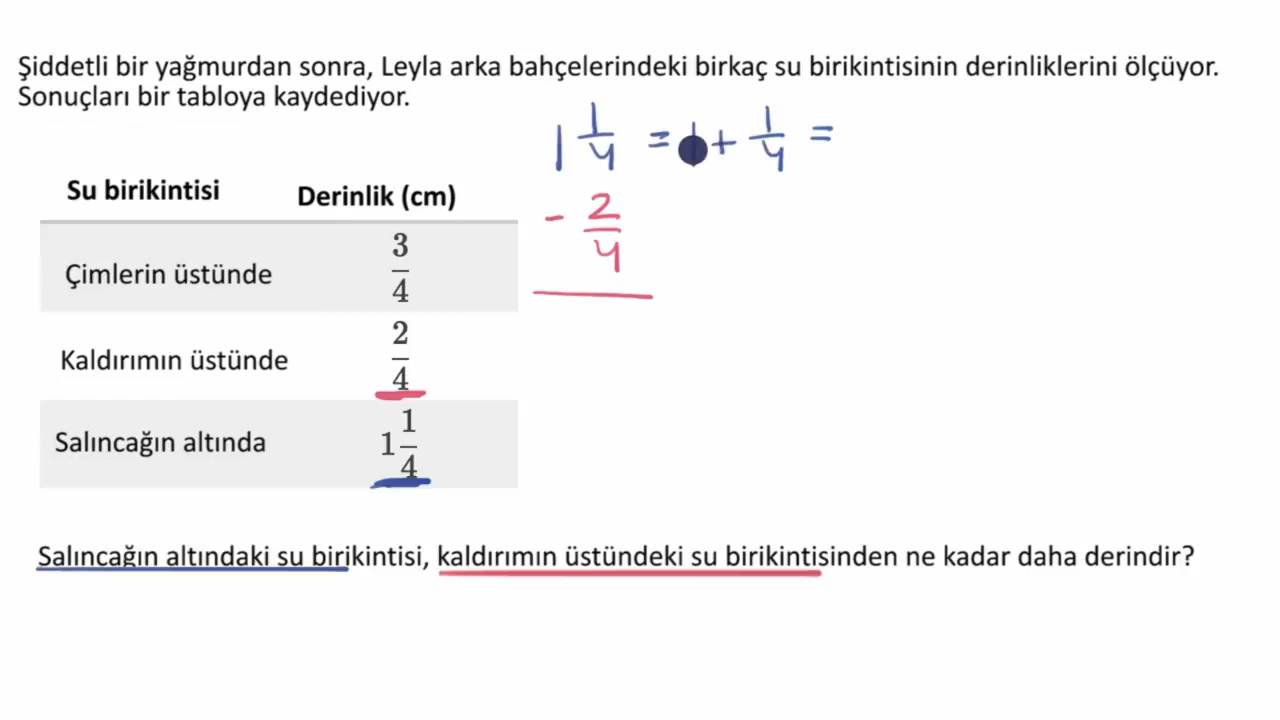 Şiddetli bir yağmurdan sonra, Leyla arka bahçelerindeki birkaç su birikintisinin derinliklerini ölçüyor.
Sonuçları bir tabloya kaydediyor.
1 1/4 = 1 + 1/4 =
- 2/4
Su birikintisi Derinlik (cm)
Çimlerin üstünde 3/4
Kaldırımın üstünde 2/4
Salıncağın altında 1 1/4
Salıncağın altındaki su birikintisi, kaldırımın üstündeki su birikintisinden ne kadar daha derindir?